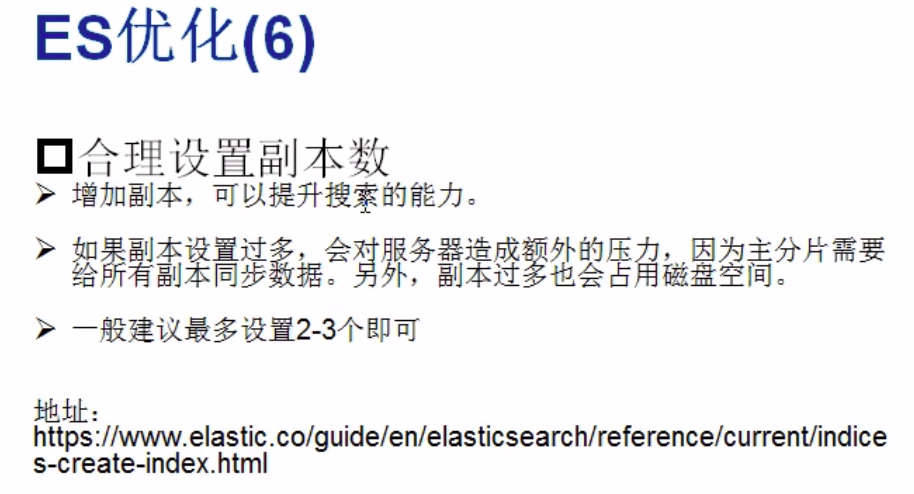 ES优化(6)
合理设置副本数
增加副本，可以提升搜索的能力。
如果副本设置过多，会对服务器造成额外的压力，因为主分片需要
给所有副本同步数据。另外，副本过多也会占用磁盘空间。
一般建议最多设置2-3个即可
地址：
https://www.elastic.co/guide/en/elasticsearch/reference/current/indice
s-create-index.html